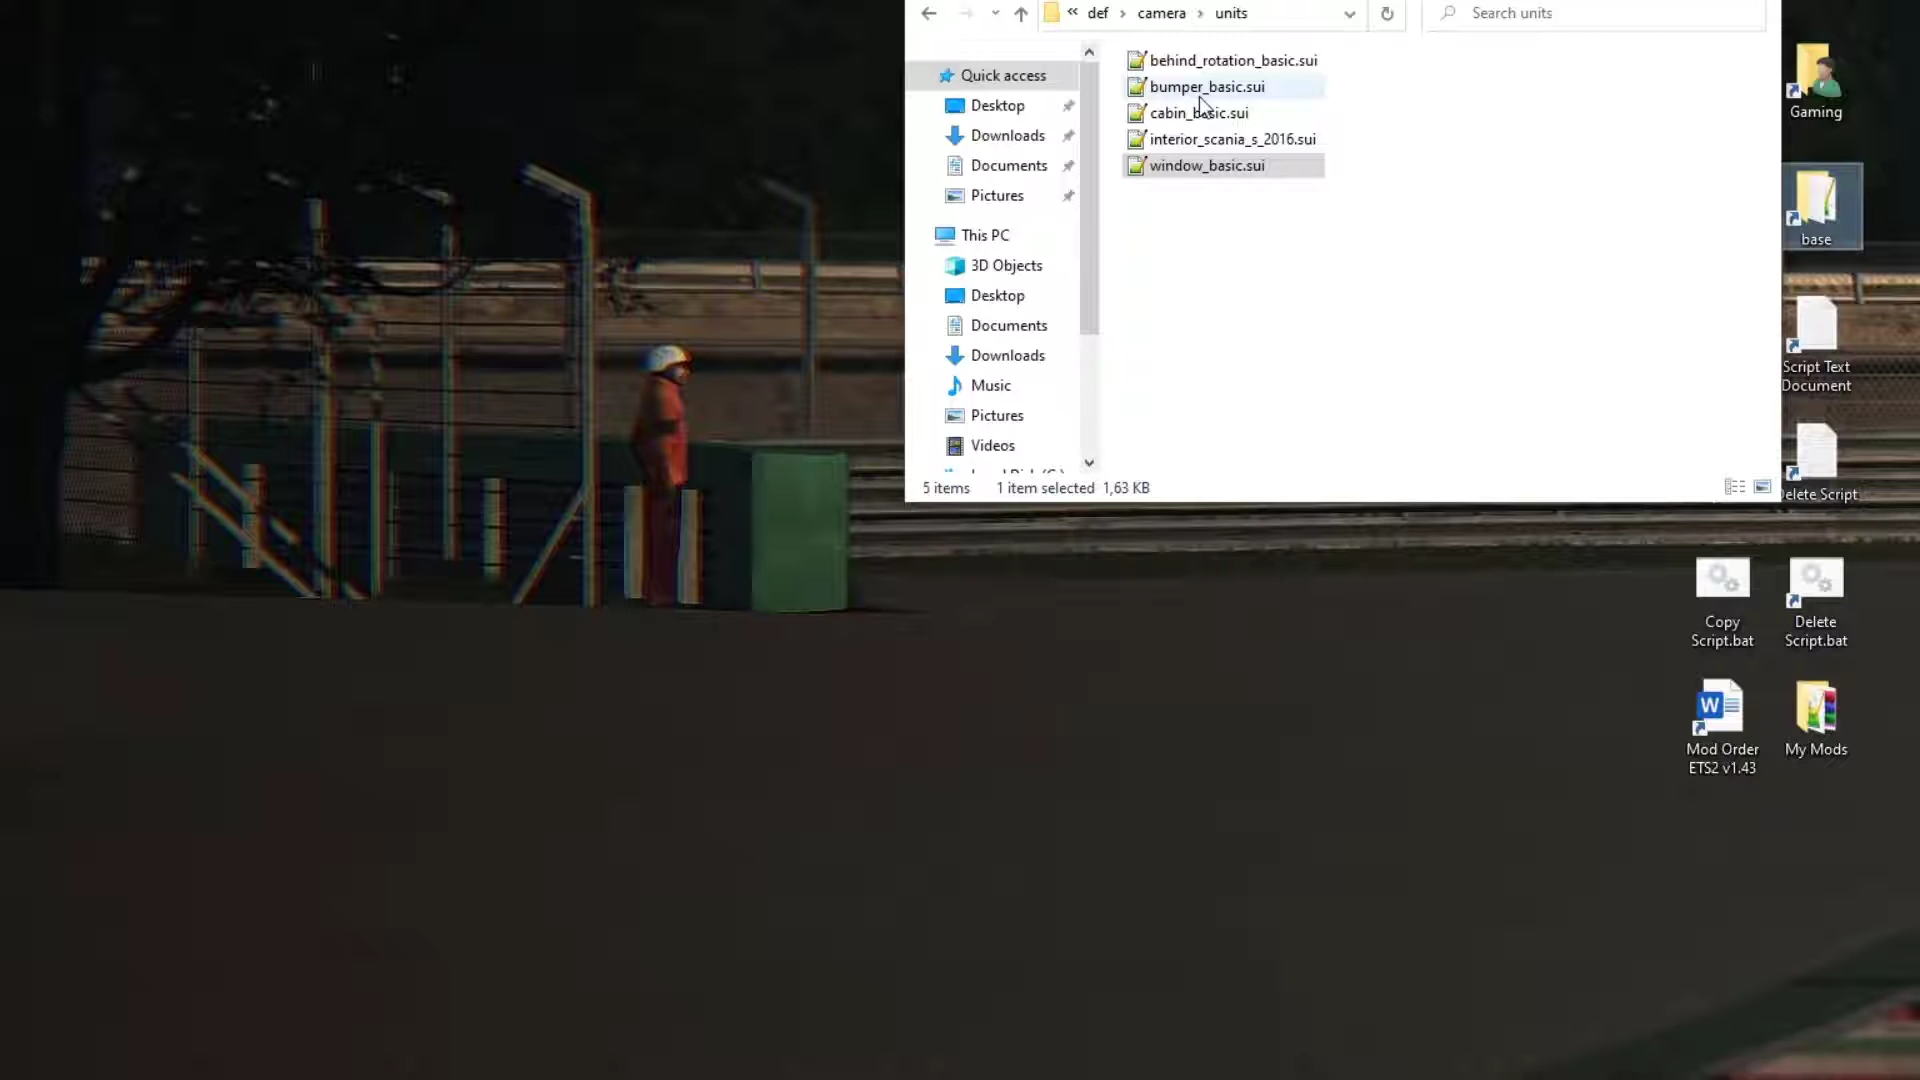 « def › camera › units
Search units
Quick access
Desktop
Downloads
Documents
Pictures
This PC
3D Objects
Desktop
Documents
Downloads
Music
Pictures
Videos
behind_rotation_basic.sui
bumper_basic.sui
cabin_basic.sui
interior_scania_s_2016.sui
window_basic.sui
5 items 1 item selected 1,63 KB
Gaming
base
Script Text
Document
elete Script
Copy
Script.bat
Delete
Script.bat
Mod Order
ETS2 v1.43
My Mods